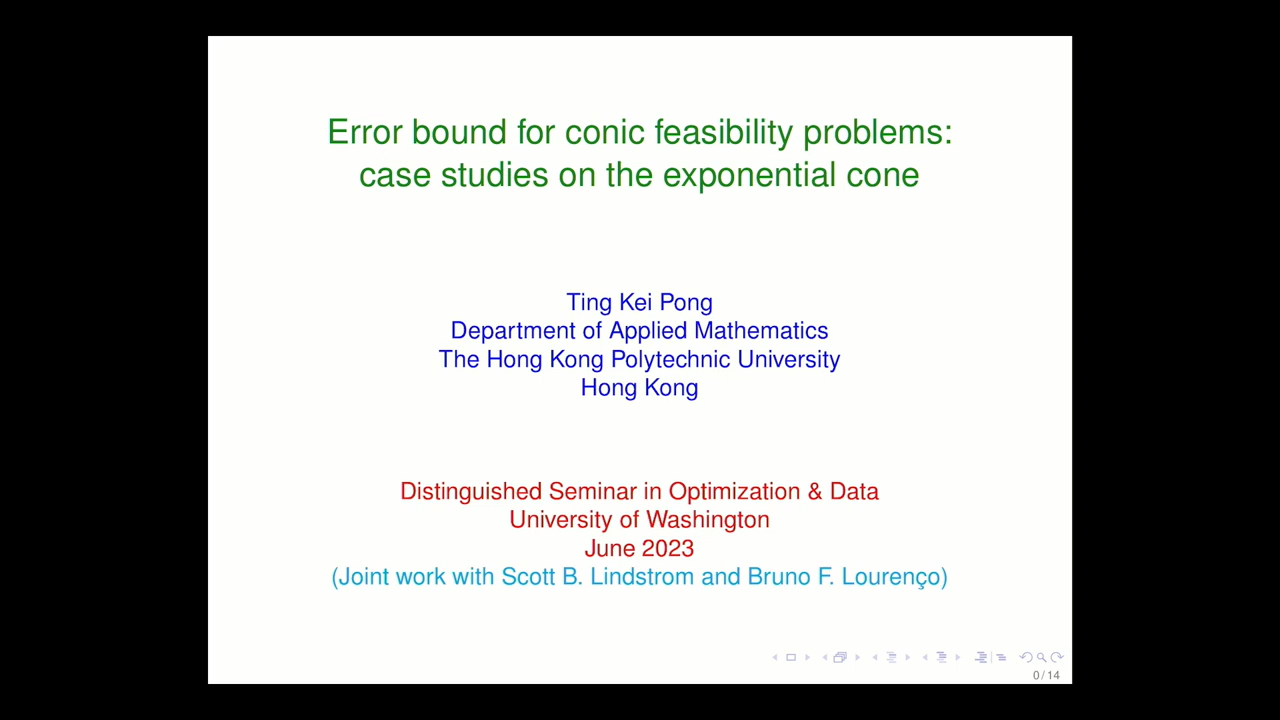 Error bound for conic feasibility problems:
case studies on the exponential cone
Ting Kei Pong
Department of Applied Mathematics
The Hong Kong Polytechnic University
Hong Kong
Distinguished Seminar in Optimization & Data
University of Washington
June 2023
(Joint work with Scott B. Lindstrom and Bruno F. Lourenço)
0 / 14